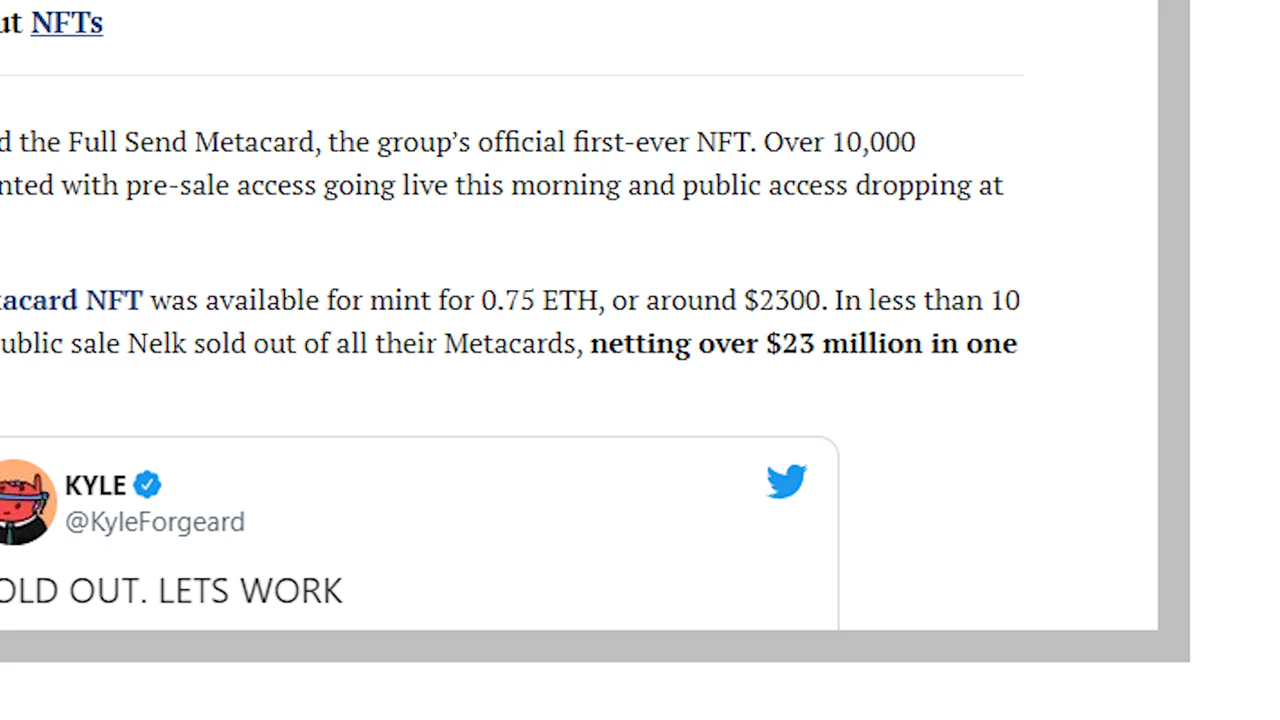 ut NFTs
d the Full Send Metacard, the group’s official first-ever NFT. Over 10,000
nted with pre-sale access going live this morning and public access dropping at
tacard NFT was available for mint for 0.75 ETH, or around $2300. In less than 10
ublic sale Nelk sold out of all their Metacards, netting over $23 million in one
KYLE
@KyleForgeard
OLD OUT. LETS WORK